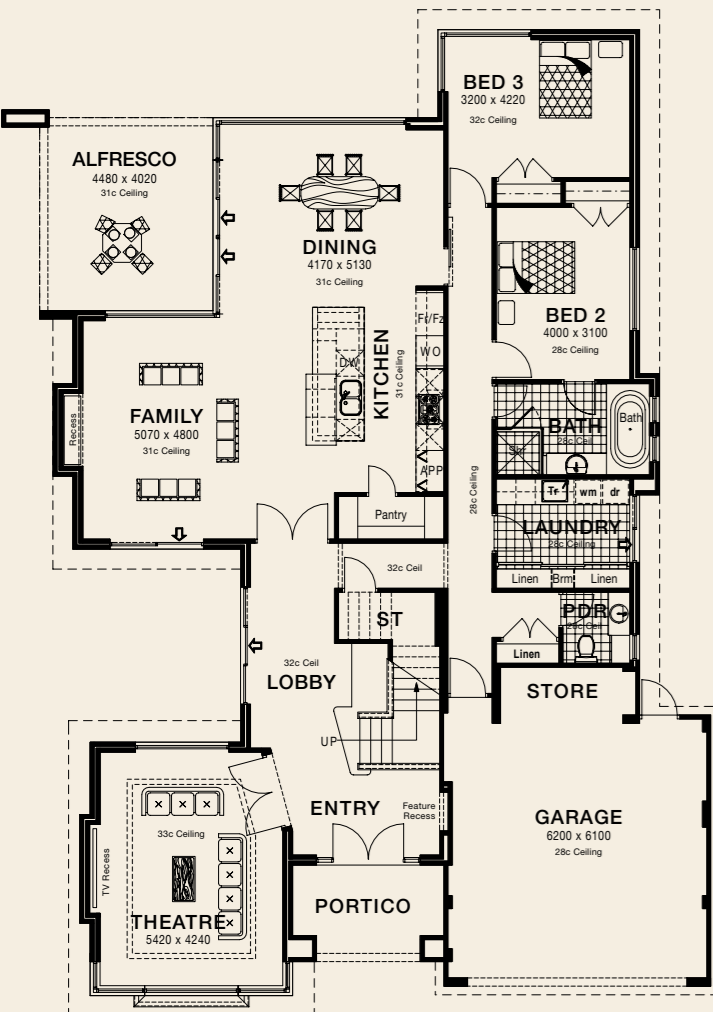 BED 3
3200 x 4220
32c Ceiling
ALFRESCO
4480 x 4020
31c Ceiling
DINING
4170 x 5130
31c Ceiling
BED 2
4000 x 3100
28c Ceiling
Fr/Fz
WO
DW
KITCHEN
31c Ceiling
APP
Pantry
FAMILY
5070 x 4800
31c Ceiling
Recess
BATH
28c Ceil
Bath
Shr
28c Ceiling
Tr
wm
dr
LAUNDRY
28c Ceiling
Linen
Brm
Linen
32c Ceil
ST
PDR
28c Ceil
Linen
32c Ceil
LOBBY
UP
STORE
ENTRY
Feature
Recess
GARAGE
6200 x 6100
28c Ceiling
33c Ceiling
TV Recess
THEATRE
5420 x 4240
PORTICO